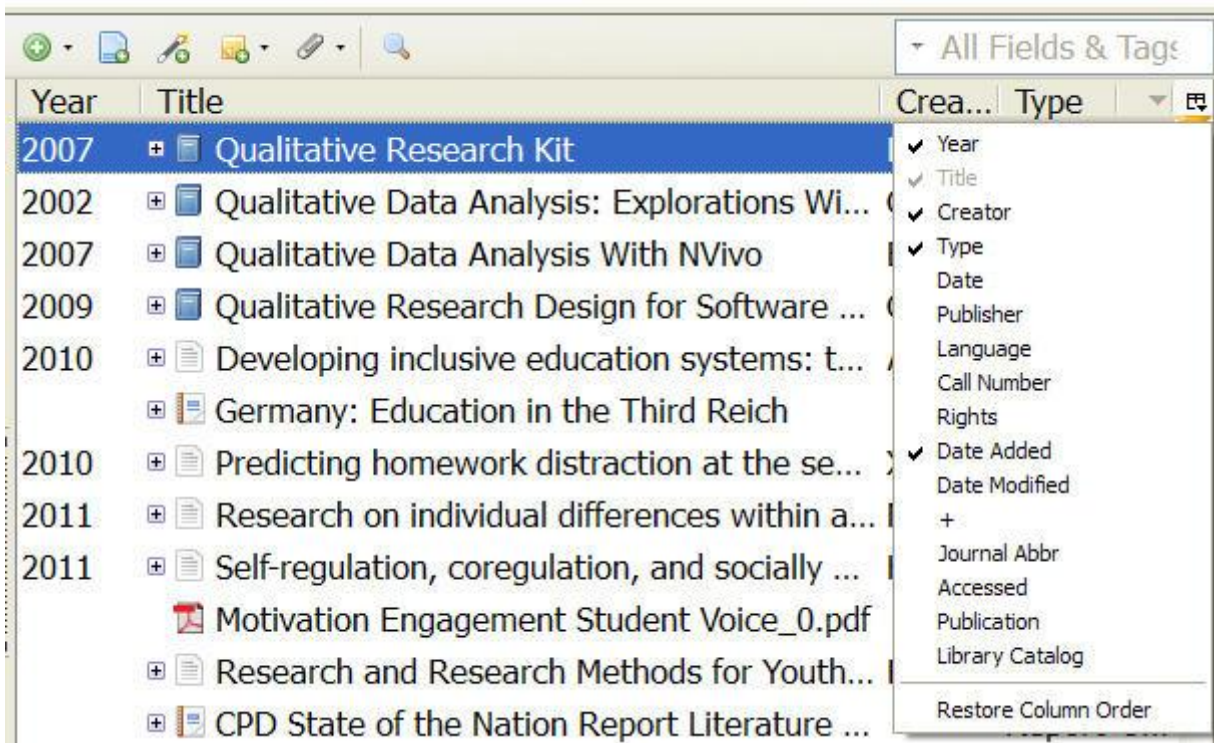 All Fields & Tags
Year Title Crea... Type
2007 Qualitative Research Kit
2002 Qualitative Data Analysis: Explorations Wi...
2007 Qualitative Data Analysis With NVivo
2009 Qualitative Research Design for Software ...
2010 Developing inclusive education systems: t...
Germany: Education in the Third Reich
2010 Predicting homework distraction at the se...
2011 Research on individual differences within a...
2011 Self-regulation, coregulation, and socially ...
Motivation Engagement Student Voice_0.pdf
Research and Research Methods for Youth...
CPD State of the Nation Report Literature ...
Year
Title
Creator
Type
Date
Publisher
Language
Call Number
Rights
Date Added
Date Modified
+
Journal Abbr
Accessed
Publication
Library Catalog
Restore Column Order